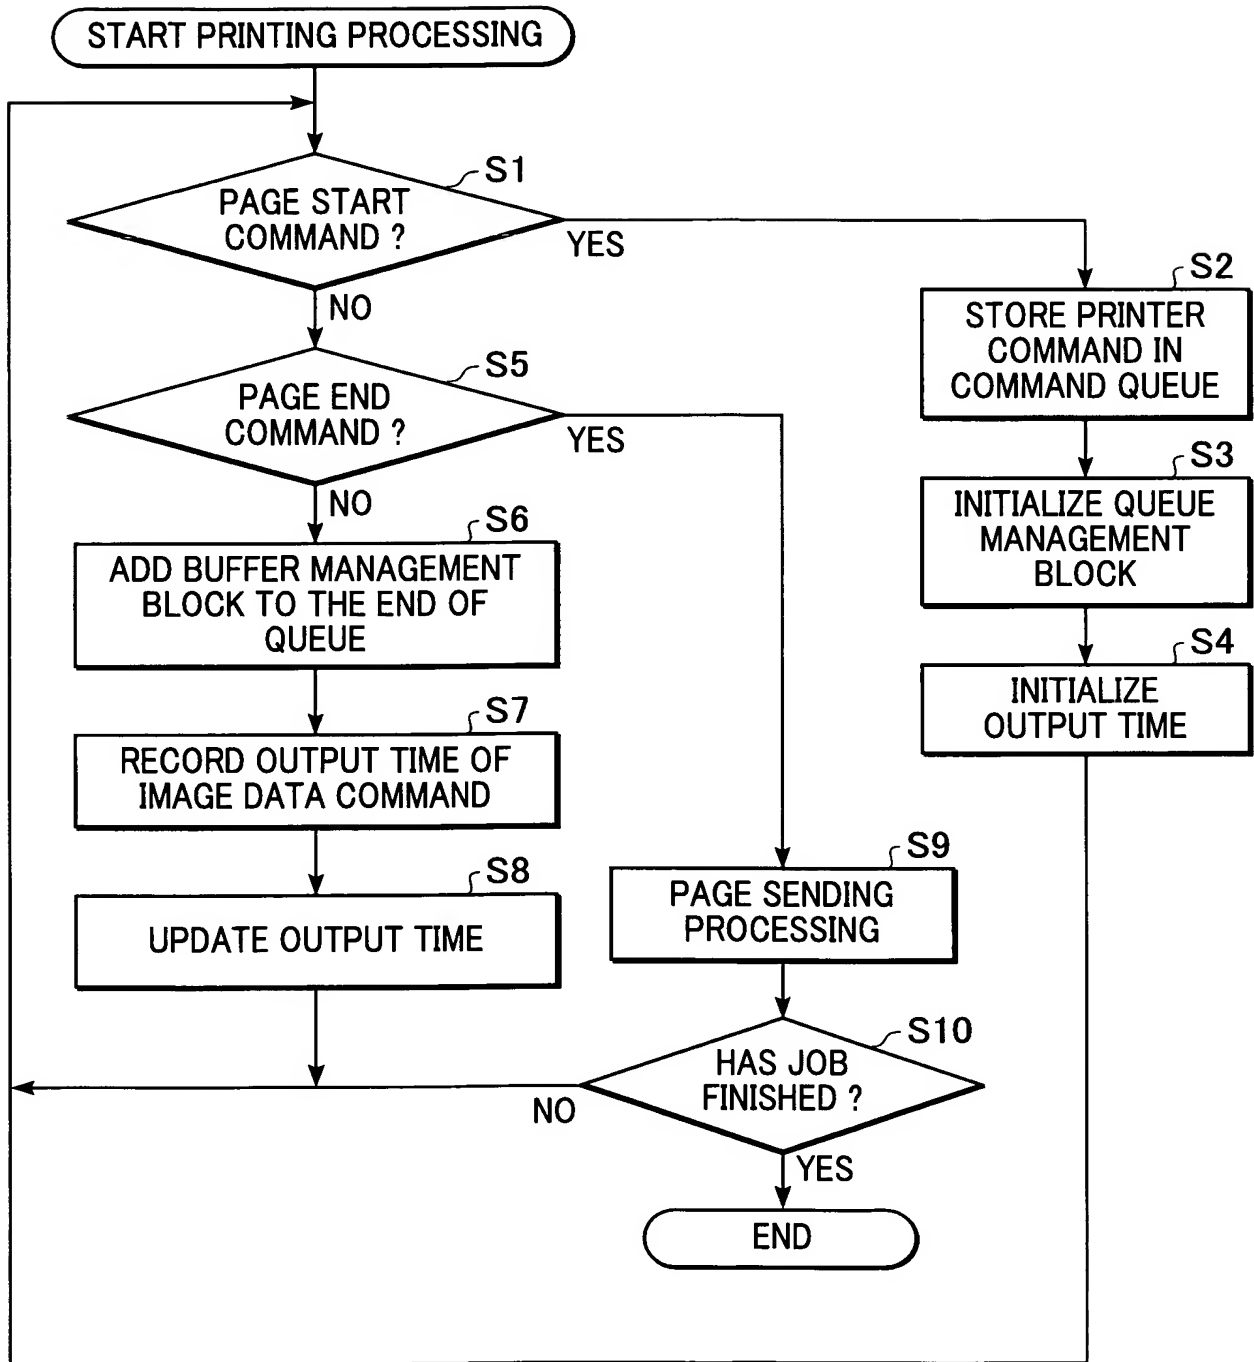 START PRINTING PROCESSING
S1
PAGE START
COMMAND ?
YES
NO
S2
STORE PRINTER
COMMAND IN
COMMAND QUEUE
S5
PAGE END
COMMAND ?
YES
NO
S3
INITIALIZE QUEUE
MANAGEMENT
BLOCK
S6
ADD BUFFER MANAGEMENT
BLOCK TO THE END OF
QUEUE
S4
INITIALIZE
OUTPUT TIME
S7
RECORD OUTPUT TIME OF
IMAGE DATA COMMAND
S8
UPDATE OUTPUT TIME
S9
PAGE SENDING
PROCESSING
S10
HAS JOB
FINISHED ?
NO
YES
END